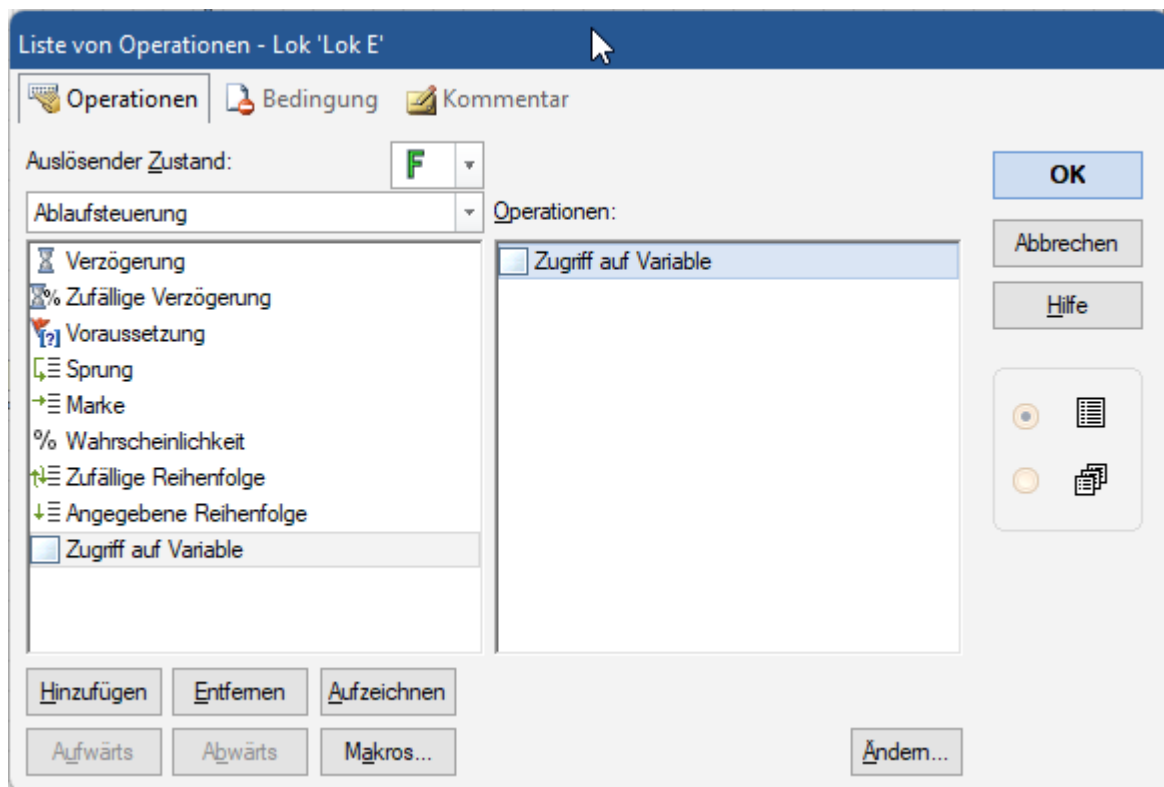 Liste von Operationen - Lok 'Lok E'
Operationen Bedingung Kommentar
Auslösender Zustand: F
Ablaufsteuerung
Operationen:
OK
Abbrechen
Hilfe
Verzögerung
% Zufällige Verzögerung
[?] Voraussetzung
Sprung
Marke
% Wahrscheinlichkeit
Zufällige Reihenfolge
Angegebene Reihenfolge
Zugriff auf Variable
Zugriff auf Variable
Hinzufügen Entfernen Aufzeichnen
Aufwärts Abwärts Makros... Ändern...